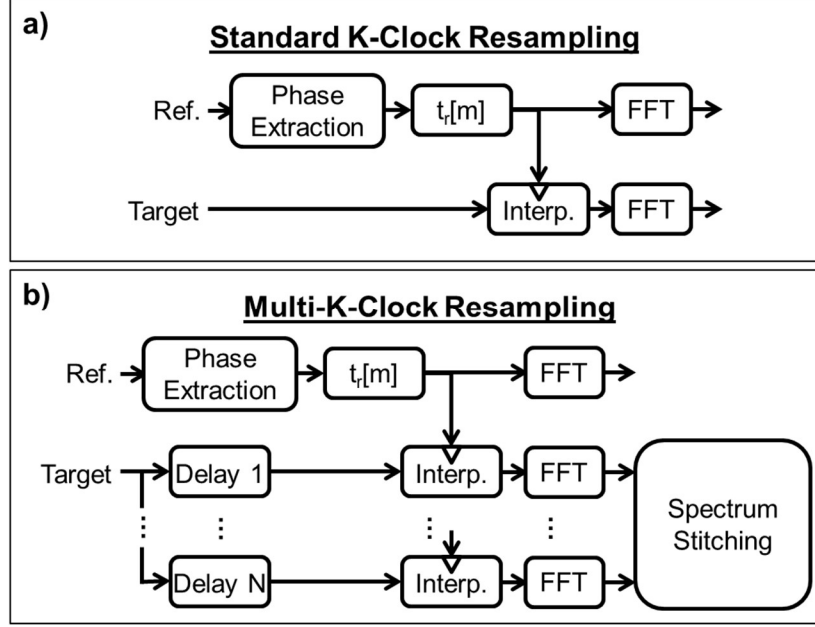 a)
Standard K-Clock Resampling
Ref.
Phase
Extraction
tᵣ[m]
FFT
Target
Interp.
FFT
b)
Multi-K-Clock Resampling
Ref.
Phase
Extraction
tᵣ[m]
FFT
Target
Delay 1
Interp.
FFT
Spectrum
Stitching
Delay N
Interp.
FFT